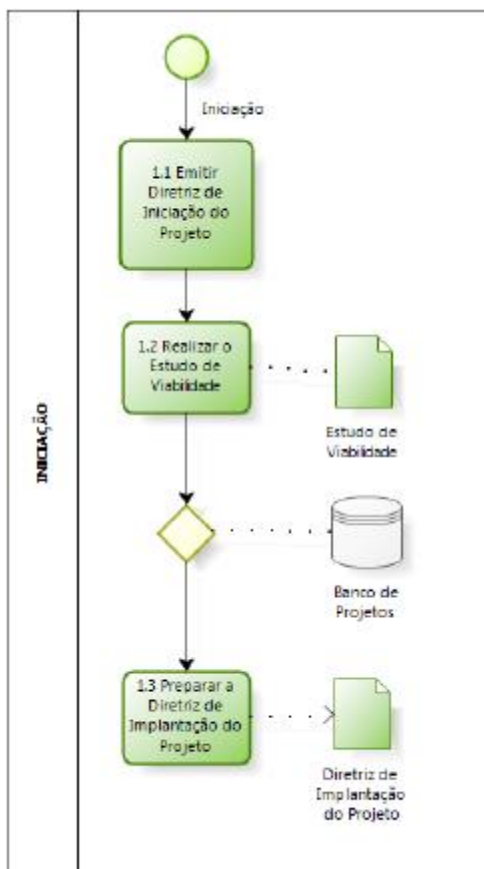 Iniciação
1.1 Emitir
Diretriz de
Iniciação do
Projeto
1.2 Realizar o
Estudo de
Viabilidade
Estudo de
Viabilidade
INICIAÇÃO
Banco de
Projetos
1.3 Preparar a
Diretriz de
Implantação do
Projeto
Diretriz de
Implantação
do Projeto